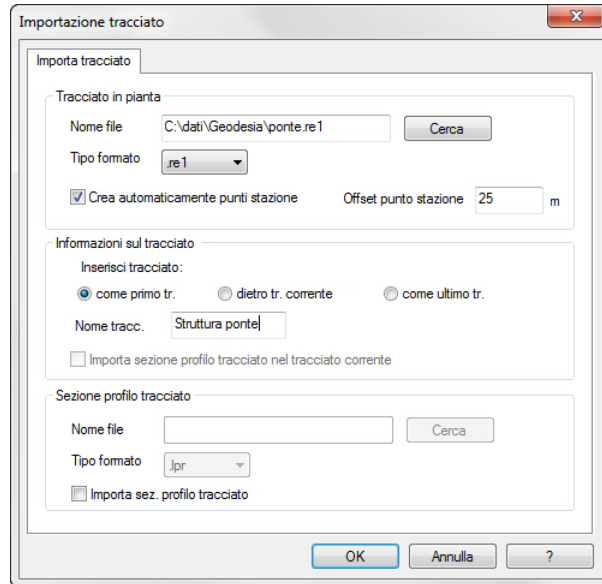 Importazione tracciato
Importa tracciato
Tracciato in pianta
Nome file C:\dati\Geodesia\ponte.re1 Cerca
Tipo formato .re1
Crea automaticamente punti stazione Offset punto stazione 25 m
Informazioni sul tracciato
Inserisci tracciato:
come primo tr. dietro tr. corrente come ultimo tr.
Nome tracc. Struttura ponte
Importa sezione profilo tracciato nel tracciato corrente
Sezione profilo tracciato
Nome file Cerca
Tipo formato .lpr
Importa sez. profilo tracciato
OK Annulla ?